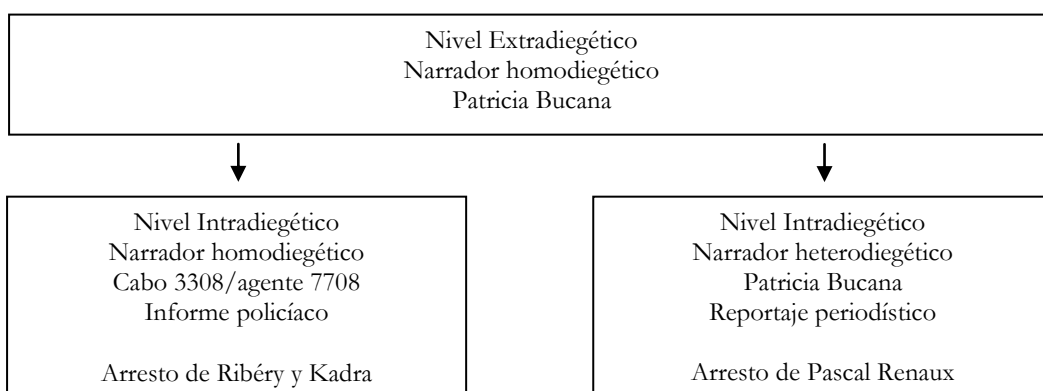 Nivel Extradiegético
Narrador homodiegético
Patricia Bucana
Nivel Intradiegético
Narrador homodiegético
Cabo 3308/agente 7708
Informe policíaco
Arresto de Ribéry y Kadra
Nivel Intradiegético
Narrador heterodiegético
Patricia Bucana
Reportaje periodístico
Arresto de Pascal Renaux